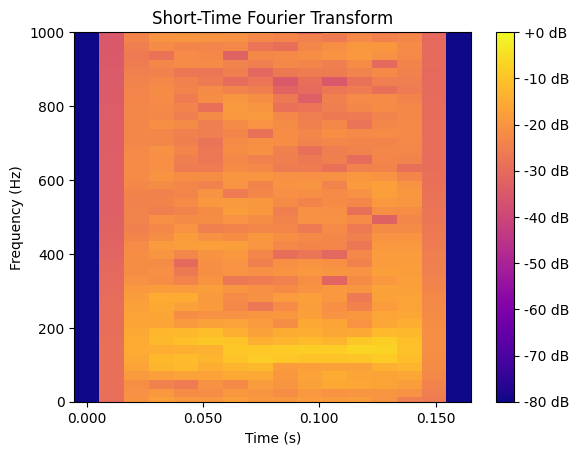 Short-Time Fourier Transform
1000
800
600
400
200
0
Frequency (Hz)
0.000
0.050
0.100
0.150
Time (s)
+0 dB
-10 dB
-20 dB
-30 dB
-40 dB
-50 dB
-60 dB
-70 dB
-80 dB